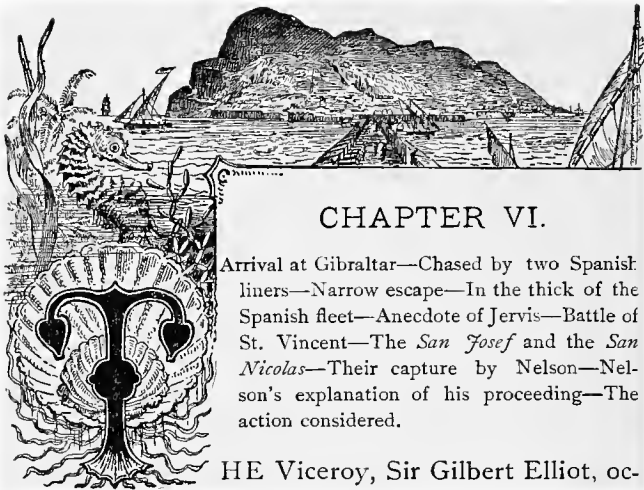 CHAPTER VI.
Arrival at Gibraltar—Chased by two Spanish
liners—Narrow escape—In the thick of the
Spanish fleet—Anecdote of Jervis—Battle of
St. Vincent—The San Josef and the San
Nicolas—Their capture by Nelson—Nel-
son's explanation of his proceeding—The
action considered.
THE Viceroy, Sir Gilbert Elliot, oc-